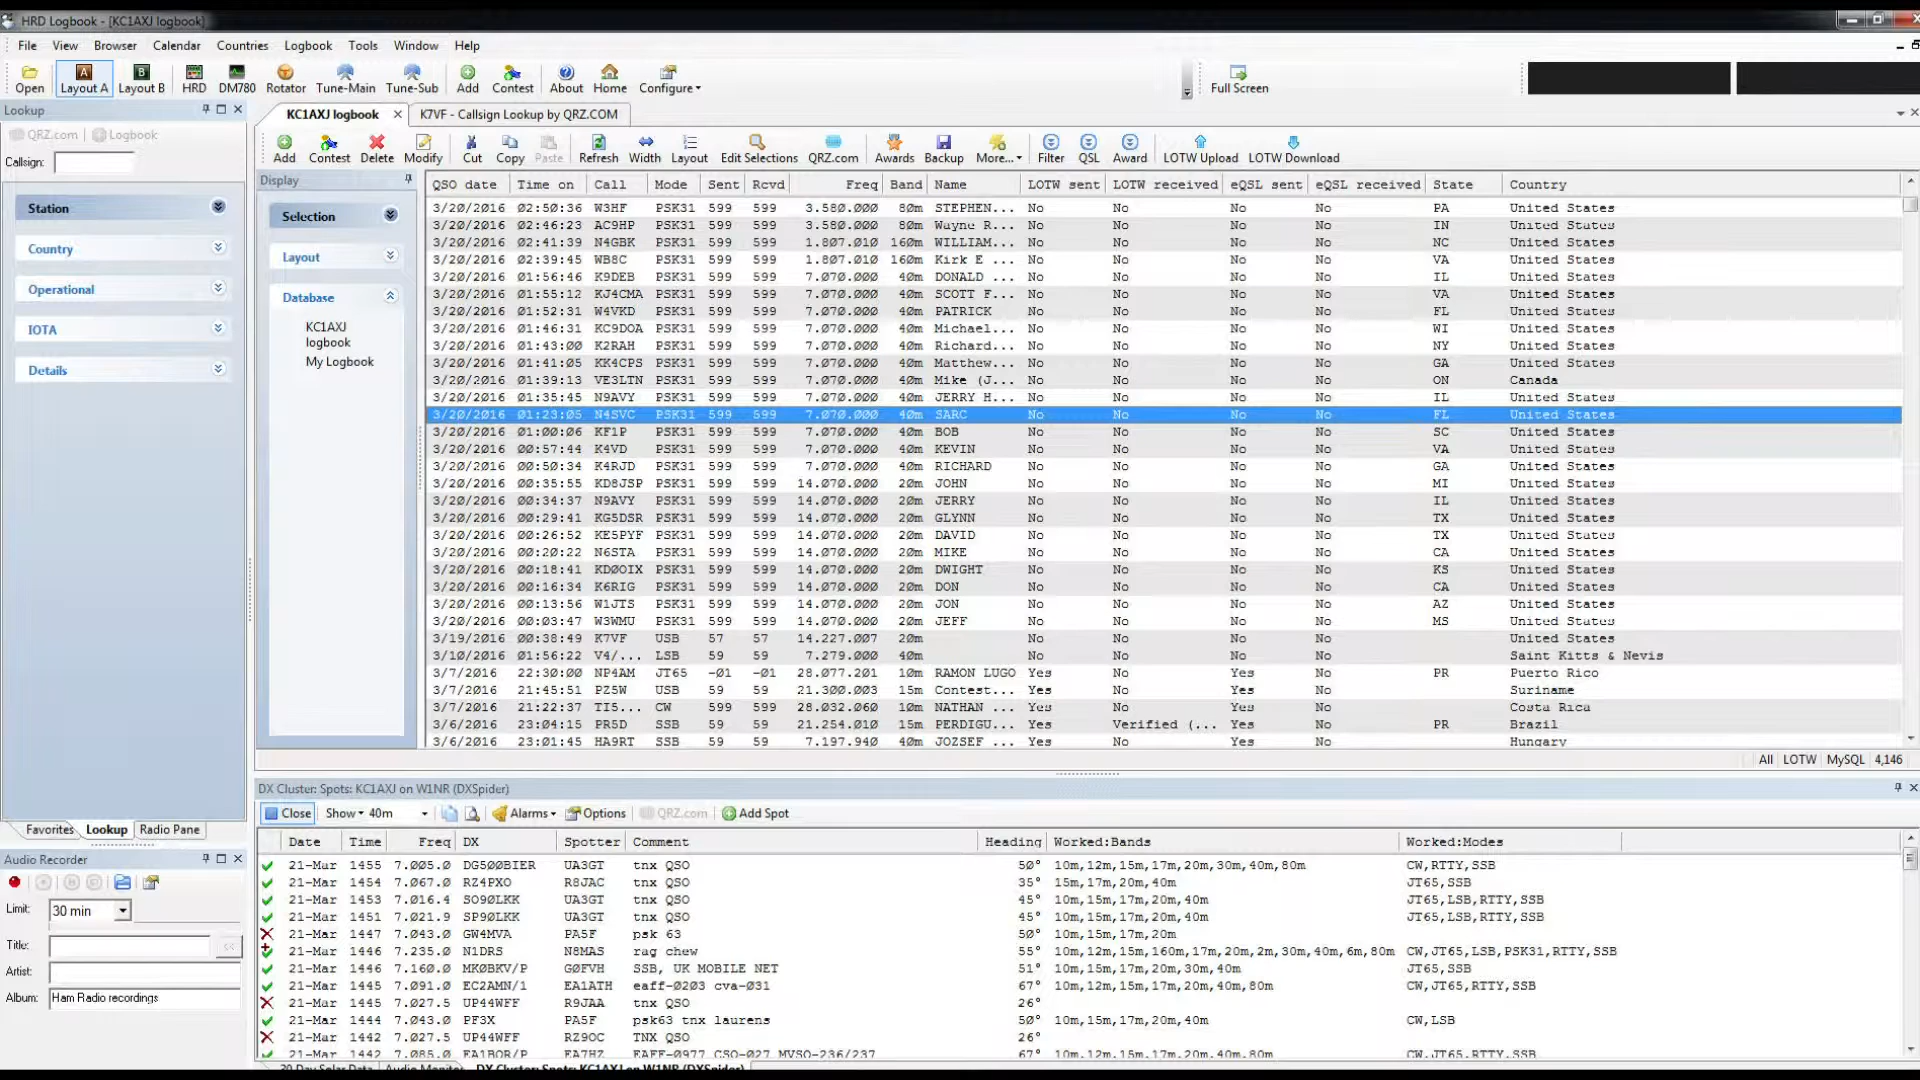 HRD Logbook - [KC1AXJ logbook]
File View Browser Calendar Countries Logbook Tools Window Help
Open Layout A Layout B HRD DM780 Rotator Tune-Main Tune-Sub Add Contest About Home Configure Full Screen
Lookup
QRZ.com Logbook
Callsign:
Station
Country
Operational
IOTA
Details
Favorites Lookup Radio Pane
Audio Recorder
Limit: 30 min
Title:
Artist:
Album: Ham Radio recordings
KC1AXJ logbook K7VF - Callsign Lookup by QRZ.COM
Add Contest Delete Modify Cut Copy Paste Refresh Width Layout Edit Selections QRZ.com Awards Backup More... Filter QSL Award LOTW Upload LOTW Download
Display
Selection
Layout
Database
KC1AXJ
logbook
My Logbook
QSO date Time on Call Mode Sent Rcvd Freq Band Name LOTW sent LOTW received eQSL sent eQSL received State Country
3/20/2016 02:50:36 W3HF PSK31 599 599 3.580.000 80m STEPHEN... No No No No PA United States
3/20/2016 02:46:23 AC9HP PSK31 599 599 3.580.000 80m Wayne R... No No No No IN United States
3/20/2016 02:41:39 N4GBK PSK31 599 599 1.807.010 160m WILLIAM... No No No No NC United States
3/20/2016 02:39:45 WB8C PSK31 599 599 1.807.010 160m Kirk E ... No No No No VA United States
3/20/2016 01:56:46 K9DEB PSK31 599 599 7.070.000 40m DONALD ... No No No No IL United States
3/20/2016 01:55:12 KJ4CMA PSK31 599 599 7.070.000 40m SCOTT F... No No No No VA United States
3/20/2016 01:52:31 W4VKD PSK31 599 599 7.070.000 40m PATRICK No No No No FL United States
3/20/2016 01:46:31 KC9DOA PSK31 599 599 7.070.000 40m Michael... No No No No WI United States
3/20/2016 01:43:00 K2RAH PSK31 599 599 7.070.000 40m Richard... No No No No NY United States
3/20/2016 01:41:05 KK4CPS PSK31 599 599 7.070.000 40m Matthew... No No No No GA United States
3/20/2016 01:39:13 VE3LTN PSK31 599 599 7.070.000 40m Mike (J... No No No No ON Canada
3/20/2016 01:35:45 N9AVY PSK31 599 599 7.070.000 40m JERRY H... No No No No IL United States
3/20/2016 01:23:05 N4SVC PSK31 599 599 7.070.000 40m SARC No No No No FL United States
3/20/2016 01:00:06 KF1P PSK31 599 599 7.070.000 40m BOB No No No No SC United States
3/20/2016 00:57:44 K4VD PSK31 599 599 7.070.000 40m KEVIN No No No No VA United States
3/20/2016 00:50:34 K4RJD PSK31 599 599 7.070.000 40m RICHARD No No No No GA United States
3/20/2016 00:35:55 KD8JSP PSK31 599 599 14.070.000 20m JOHN No No No No MI United States
3/20/2016 00:34:37 N9AVY PSK31 599 599 14.070.000 20m JERRY No No No No IL United States
3/20/2016 00:29:41 KG5DSR PSK31 599 599 14.070.000 20m GLYNN No No No No TX United States
3/20/2016 00:26:52 KE5PYF PSK31 599 599 14.070.000 20m DAVID No No No No TX United States
3/20/2016 00:20:22 N6STA PSK31 599 599 14.070.000 20m MIKE No No No No CA United States
3/20/2016 00:18:41 KD0OIX PSK31 599 599 14.070.000 20m DWIGHT No No No No KS United States
3/20/2016 00:16:34 K6RIG PSK31 599 599 14.070.000 20m DON No No No No CA United States
3/20/2016 00:13:56 W1JTS PSK31 599 599 14.070.000 20m JON No No No No AZ United States
3/20/2016 00:03:47 W3WMU PSK31 599 599 14.070.000 20m JEFF No No No No MS United States
3/19/2016 00:38:49 K7VF USB 57 57 14.227.007 20m No No No No United States
3/10/2016 01:56:22 V4/... LSB 59 59 7.279.000 40m No No No No Saint Kitts & Nevis
3/7/2016 22:30:00 NP4AM JT65 -01 -01 28.077.201 10m RAMON LUGO Yes No Yes No PR Puerto Rico
3/7/2016 21:45:51 PZ5W USB 59 59 21.300.003 15m Contest... Yes No Yes No Suriname
3/7/2016 21:22:37 TI5... CW 599 599 28.032.060 10m NATHAN ... Yes No Yes No Costa Rica
3/6/2016 23:04:15 PR5D SSB 59 59 21.254.010 15m PERDIGU... Yes Verified (... Yes No PR Brazil
3/6/2016 23:01:45 HA9RT SSB 59 59 7.197.940 40m JOZSEF ... Yes No Yes No Hungary
All LOTW MySQL 4,146
DX Cluster: Spots: KC1AXJ on W1NR (DXSpider)
Close Show 40m Alarms Options QRZ.com Add Spot
Date Time Freq DX Spotter Comment Heading Worked:Bands Worked:Modes
21-Mar 1455 7.005.0 DG500BIER UA3GT tnx QSO 50° 10m,12m,15m,17m,20m,30m,40m,80m CW,RTTY,SSB
21-Mar 1454 7.067.0 RZ4PXO R8JAC tnx QSO 35° 15m,17m,20m,40m JT65,SSB
21-Mar 1453 7.016.4 SO90LKK UA3GT tnx QSO 45° 10m,15m,17m,20m,40m JT65,LSB,RTTY,SSB
21-Mar 1451 7.021.9 SP90LKK UA3GT tnx QSO 45° 10m,15m,17m,20m,40m JT65,LSB,RTTY,SSB
21-Mar 1447 7.043.0 GW4MVA PA5F psk 63 50° 10m,15m,17m,20m
21-Mar 1446 7.235.0 N1DRS N8MAS rag chew 55° 10m,12m,15m,160m,17m,20m,2m,30m,40m,6m,80m CW,JT65,LSB,PSK31,RTTY,SSB
21-Mar 1446 7.160.0 MK0BKV/P G0FVH SSB, UK MOBILE NET 51° 10m,15m,17m,20m,30m,40m JT65,SSB
21-Mar 1445 7.091.0 EC2AMN/1 EA1ATH eaff-0203 cva-031 67° 10m,12m,15m,17m,20m,40m,80m CW,JT65,RTTY,SSB
21-Mar 1445 7.027.5 UP44WFF R9JAA tnx QSO 26°
21-Mar 1444 7.043.0 PF3X PA5F psk63 tnx laurens 50° 10m,15m,17m,20m,40m CW,LSB
21-Mar 1442 7.027.5 UP44WFF RZ9OC TNX QSO 26°
21-Mar 1442 7.085.0 EA1BOR/P EA7HZ EAFF-0977 CSO-027 MVSO-236/237 67° 10m,12m,15m,17m,20m,40m,80m CW,JT65,RTTY,SSB
30 Day Solar Data Audio Monitor DX Cluster: Spots: KC1AXJ on W1NR (DXSpider)